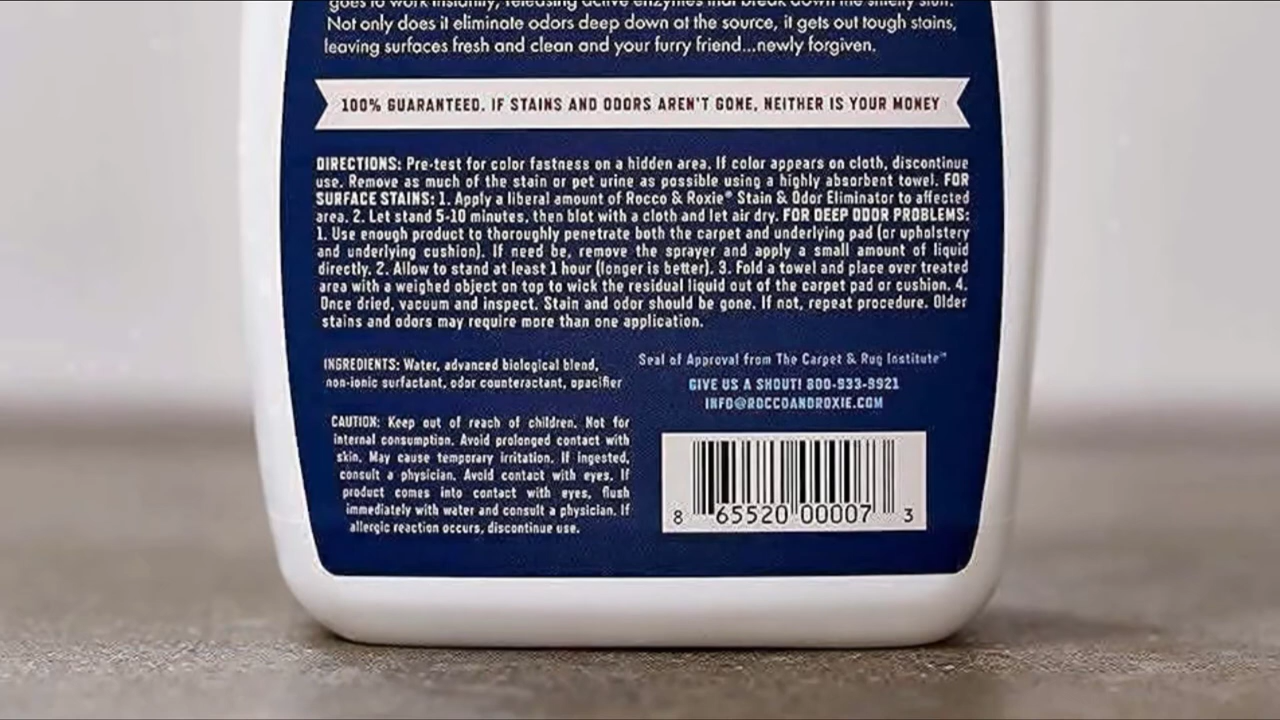 goes to work instantly, releasing active enzymes that break down the smelly stuff.
Not only does it eliminate odors deep down at the source, it gets out tough stains,
leaving surfaces fresh and clean and your furry friend...newly forgiven.
100% GUARANTEED. IF STAINS AND ODORS AREN'T GONE, NEITHER IS YOUR MONEY
DIRECTIONS: Pre-test for color fastness on a hidden area. If color appears on cloth, discontinue
use. Remove as much of the stain or pet urine as possible using a highly absorbent towel. FOR
SURFACE STAINS: 1. Apply a liberal amount of Rocco & Roxie® Stain & Odor Eliminator to affected
area. 2. Let stand 5-10 minutes, then blot with a cloth and let air dry. FOR DEEP ODOR PROBLEMS:
1. Use enough product to thoroughly penetrate both the carpet and underlying pad (or upholstery
and underlying cushion). If need be, remove the sprayer and apply a small amount of liquid
directly. 2. Allow to stand at least 1 hour (longer is better). 3. Fold a towel and place over treated
area with a weighed object on top to wick the residual liquid out of the carpet pad or cushion. 4.
Once dried, vacuum and inspect. Stain and odor should be gone. If not, repeat procedure. Older
stains and odors may require more than one application.
INGREDIENTS: Water, advanced biological blend,
non-ionic surfactant, odor counteractant, opacifier
CAUTION: Keep out of reach of children. Not for
internal consumption. Avoid prolonged contact with
skin. May cause temporary irritation. If ingested,
consult a physician. Avoid contact with eyes. If
product comes into contact with eyes, flush
immediately with water and consult a physician. If
allergic reaction occurs, discontinue use.
Seal of Approval from The Carpet & Rug Institute™
GIVE US A SHOUT! 800-933-9921
INFO@ROCCOANDROXIE.COM
8 65520 00007 3